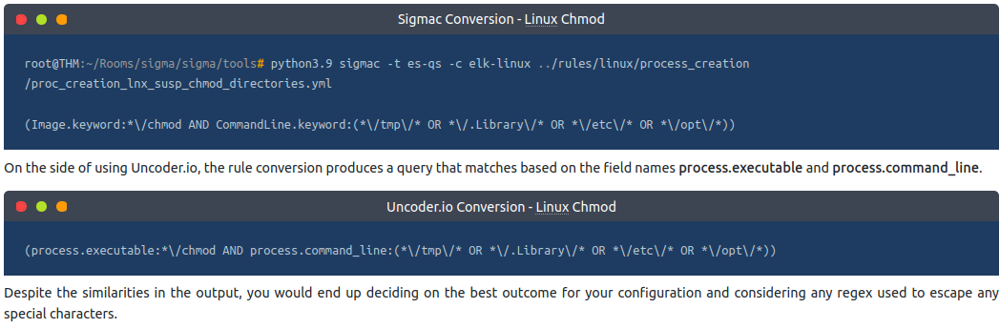 Sigmac Conversion - Linux Chmod
root@THM:~/Rooms/sigma/sigma/tools# python3.9 sigmac -t es-qs -c elk-linux ../rules/linux/process_creation
/proc_creation_lnx_susp_chmod_directories.yml
(Image.keyword:*\/chmod AND CommandLine.keyword:(*\/tmp\/* OR *\/.Library\/* OR *\/etc\/* OR *\/opt\/*))
On the side of using Uncoder.io, the rule conversion produces a query that matches based on the field names process.executable and process.command_line.
Uncoder.io Conversion - Linux Chmod
(process.executable:*\/chmod AND process.command_line:(*\/tmp\/* OR *\/.Library\/* OR *\/etc\/* OR *\/opt\/*))
Despite the similarities in the output, you would end up deciding on the best outcome for your configuration and considering any regex used to escape any
special characters.